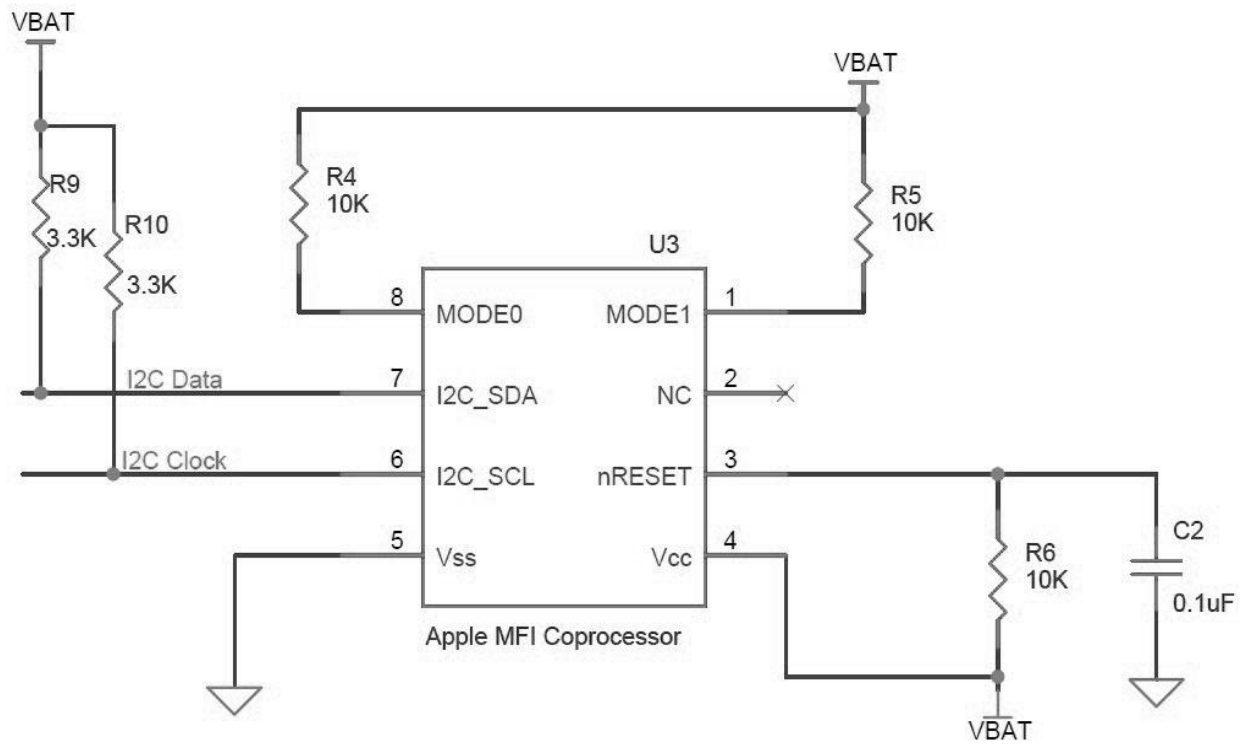 VBAT
VBAT
R9
3.3K
R10
3.3K
R4
10K
R5
10K
U3
8
MODE0
MODE1
1
I2C Data
7
I2C_SDA
NC
2
I2C Clock
6
I2C_SCL
nRESET
3
5
Vss
Vcc
4
R6
10K
C2
0.1uF
Apple MFI Coprocessor
VBAT